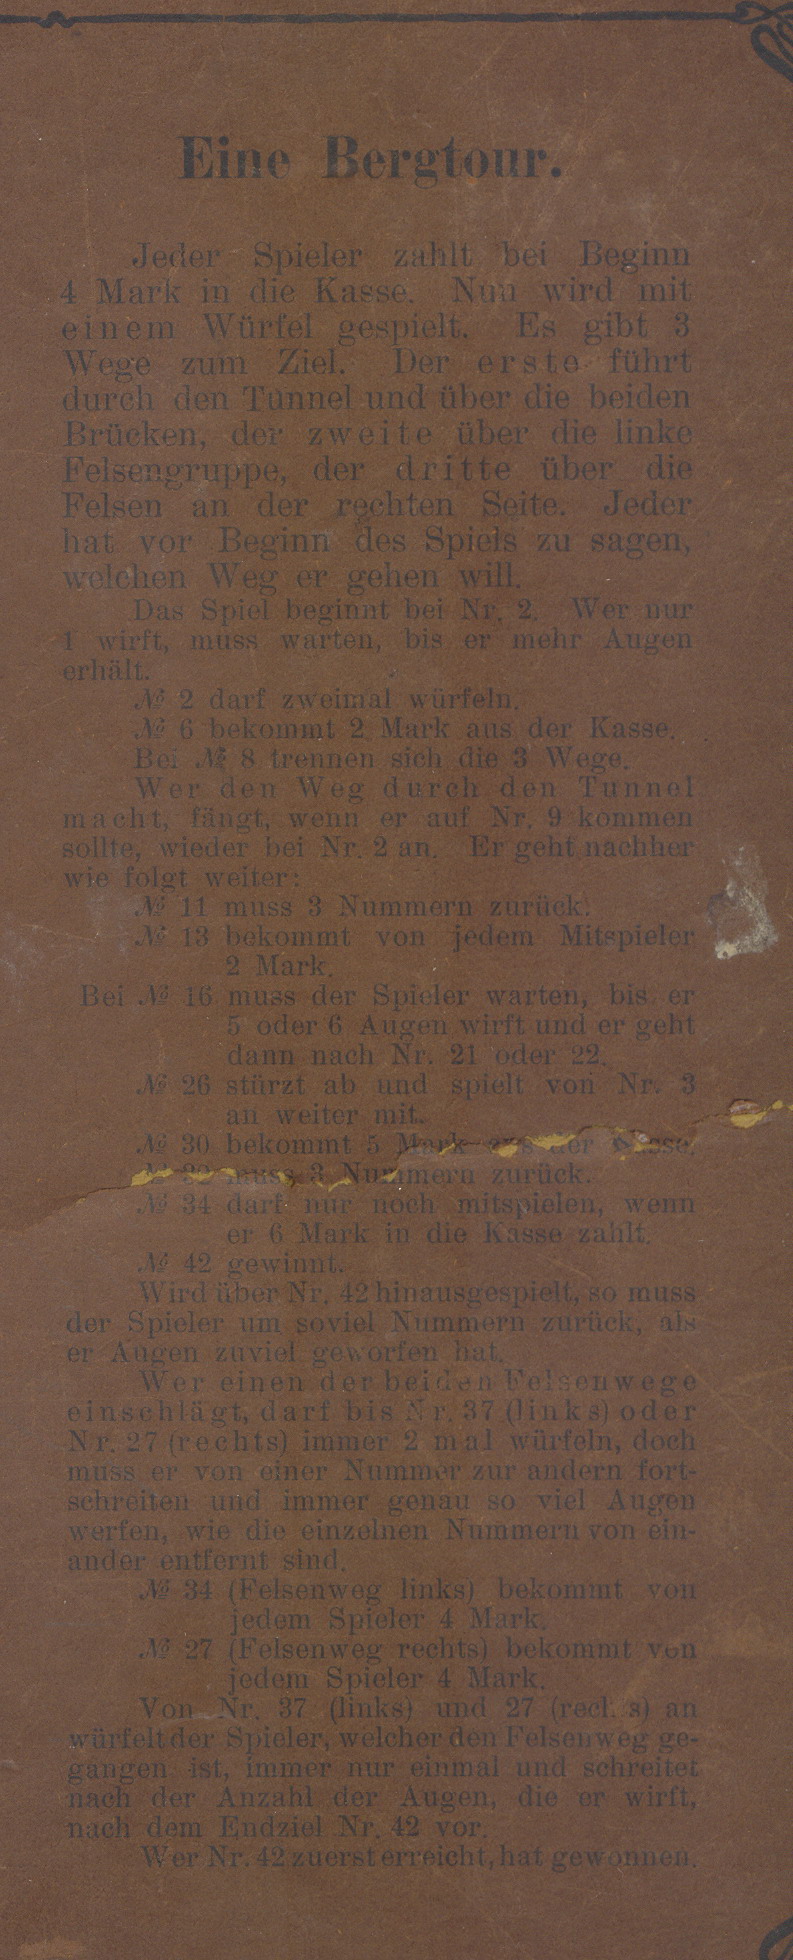 Eine Bergtour.
Jeder Spieler zahlt bei Beginn
4 Mark in die Kasse. Nun wird mit
einem Würfel gespielt. Es gibt 3
Wege zum Ziel. Der erste führt
durch den Tunnel und über die beiden
Brücken, der zweite über die linke
Felsengruppe, der dritte über die
Felsen an der rechten Seite. Jeder
hat vor Beginn des Spiels zu sagen,
welchen Weg er gehen will.
Das Spiel beginnt bei Nr. 2. Wer nur
1 wirft, muss warten, bis er mehr Augen
erhält.
№ 2 darf zweimal würfeln.
№ 6 bekommt 2 Mark aus der Kasse.
Bei № 8 trennen sich die 3 Wege.
Wer den Weg durch den Tunnel
macht, fängt, wenn er auf Nr. 9 kommen
sollte, wieder bei Nr. 2 an. Er geht nachher
wie folgt weiter:
№ 11 muss 3 Nummern zurück.
№ 13 bekommt von jedem Mitspieler
2 Mark.
Bei № 16 muss der Spieler warten, bis er
5 oder 6 Augen wirft und er geht
dann nach Nr. 21 oder 22.
№ 26 stürzt ab und spielt von Nr. 3
an weiter mit.
№ 30 bekommt 5 Mark aus der Kasse.
№ muss 3 Nummern zurück.
№ 34 darf nur noch mitspielen, wenn
er 6 Mark in die Kasse zahlt.
№ 42 gewinnt.
Wird über Nr. 42 hinausgespielt, so muss
der Spieler um soviel Nummern zurück, als
er Augen zuviel geworfen hat.
Wer einen der beiden Felsenwege
einschlägt, darf bis Nr. 37 (links) oder
Nr. 27 (rechts) immer 2 mal würfeln, doch
muss er von einer Nummer zur andern fort-
schreiten und immer genau so viel Augen
werfen, wie die einzelnen Nummern von ein-
ander entfernt sind.
№ 34 (Felsenweg links) bekommt von
jedem Spieler 4 Mark.
№ 27 (Felsenweg rechts) bekommt von
jedem Spieler 4 Mark.
Von Nr. 37 (links) und 27 (rechts) an
würfelt der Spieler, welcher den Felsenweg ge-
gangen ist, immer nur einmal und schreitet
nach der Anzahl der Augen, die er wirft,
nach dem Endziel Nr. 42 vor.
Wer Nr. 42 zuerst erreicht, hat gewonnen.